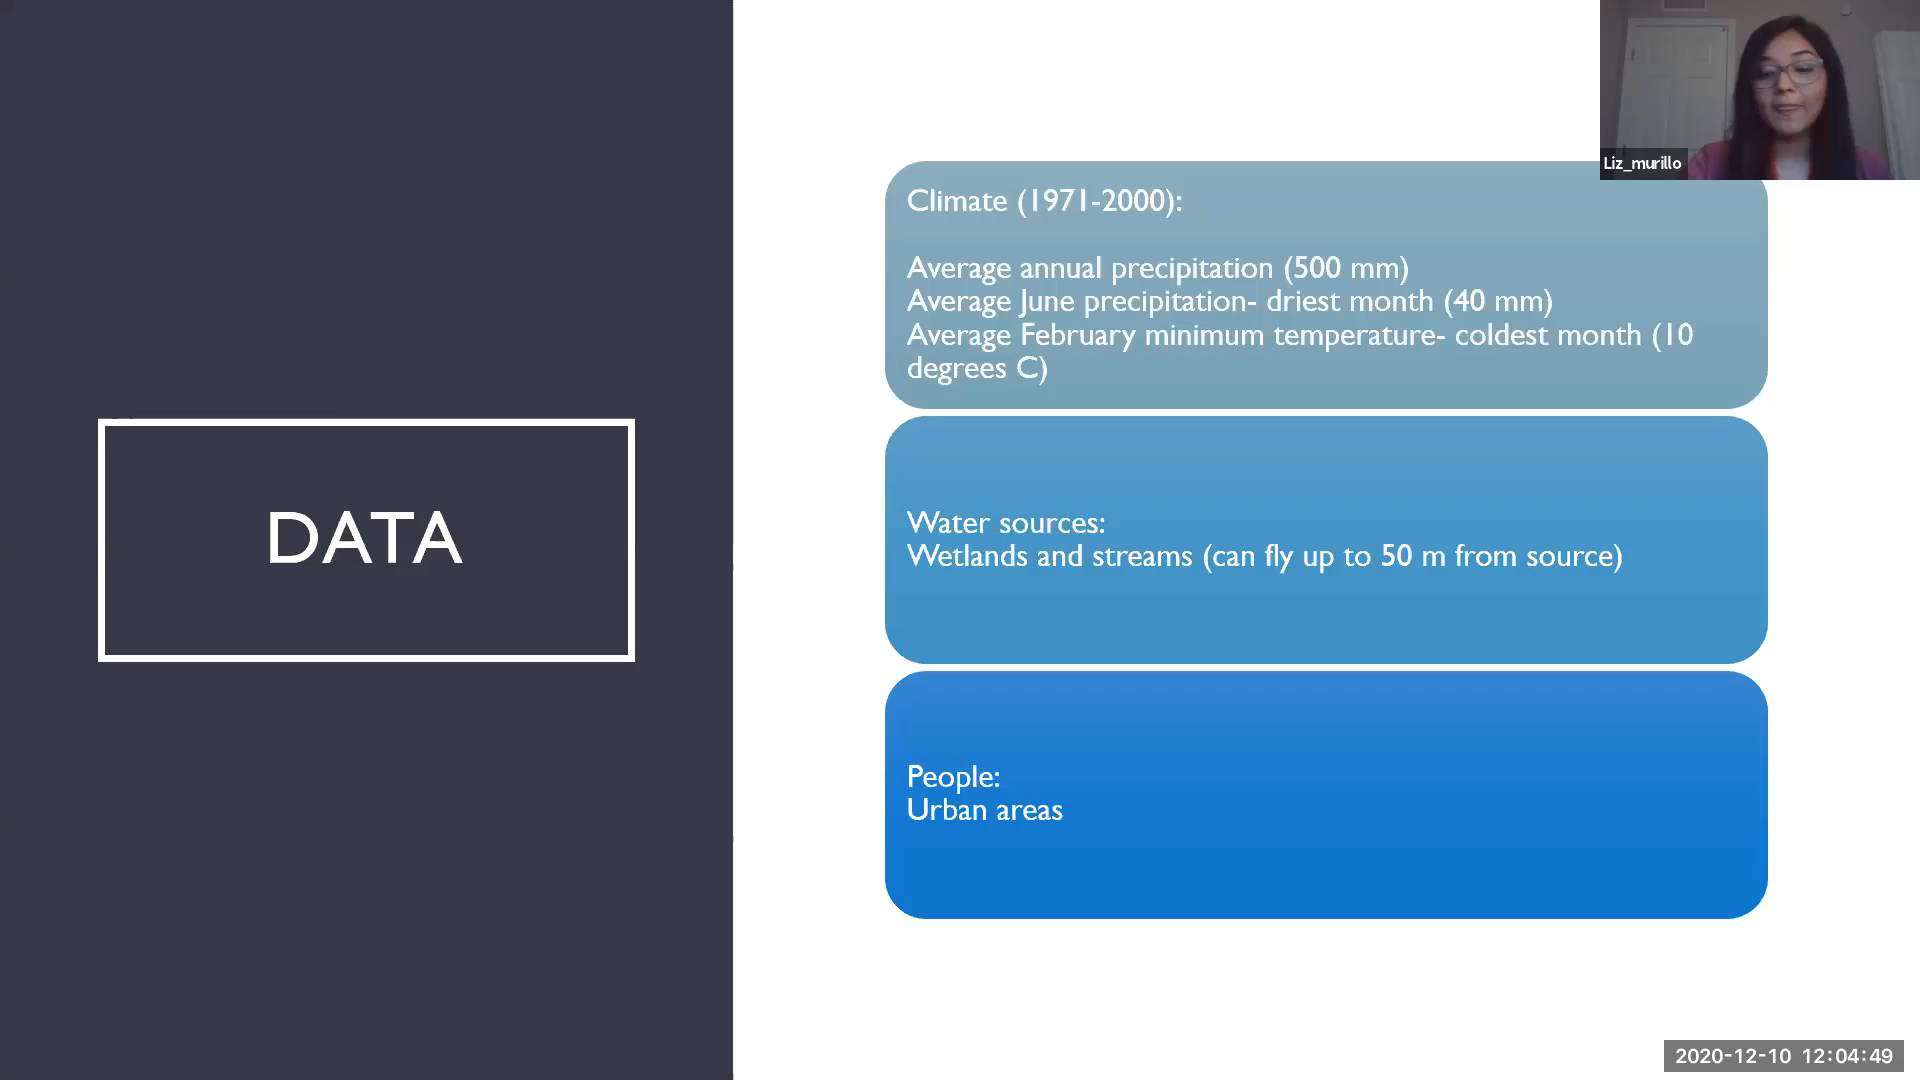 DATA
Liz_murillo
Climate (1971-2000):
Average annual precipitation (500 mm)
Average June precipitation- driest month (40 mm)
Average February minimum temperature- coldest month (10
degrees C)
Water sources:
Wetlands and streams (can fly up to 50 m from source)
People:
Urban areas
2020-12-10 12:04:49